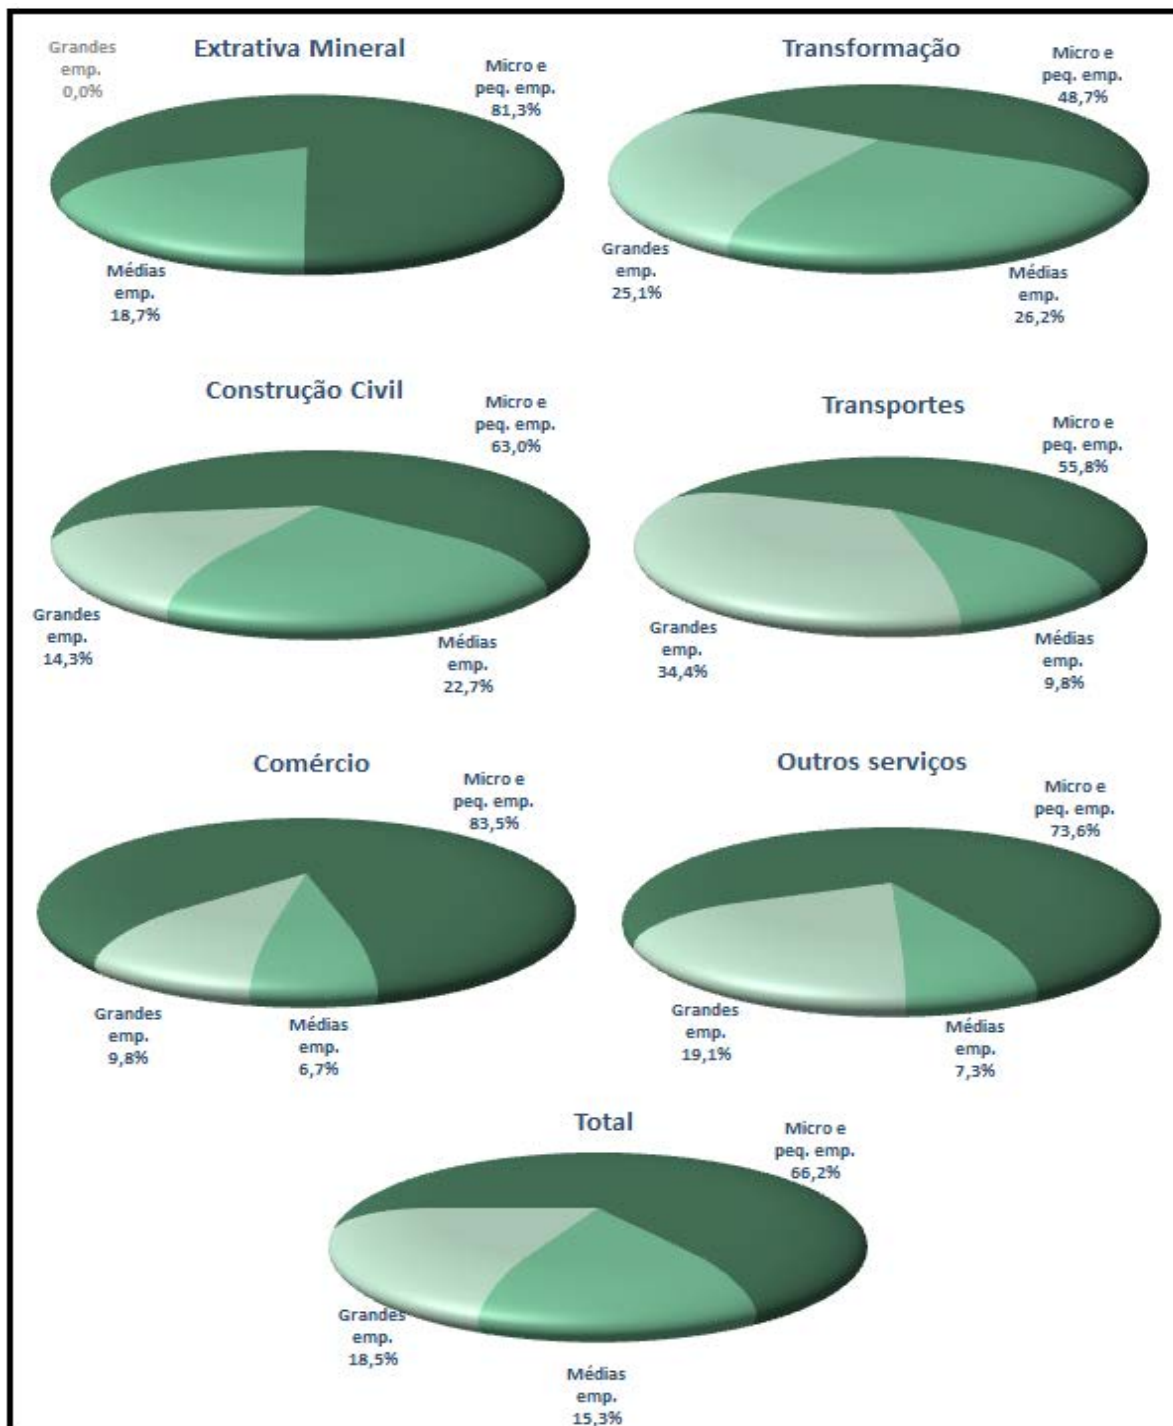 Extrativa Mineral
Grandes
emp.
0,0%
Micro e
peq. emp.
81,3%
Médias
emp.
18,7%
Transformação
Micro e
peq. emp.
48,7%
Grandes
emp.
25,1%
Médias
emp.
26,2%
Construção Civil
Micro e
peq. emp.
63,0%
Grandes
emp.
14,3%
Médias
emp.
22,7%
Transportes
Micro e
peq. emp.
55,8%
Grandes
emp.
34,4%
Médias
emp.
9,8%
Comércio
Micro e
peq. emp.
83,5%
Grandes
emp.
9,8%
Médias
emp.
6,7%
Outros serviços
Micro e
peq. emp.
73,6%
Grandes
emp.
19,1%
Médias
emp.
7,3%
Total
Micro e
peq. emp.
66,2%
Grandes
emp.
18,5%
Médias
emp.
15,3%